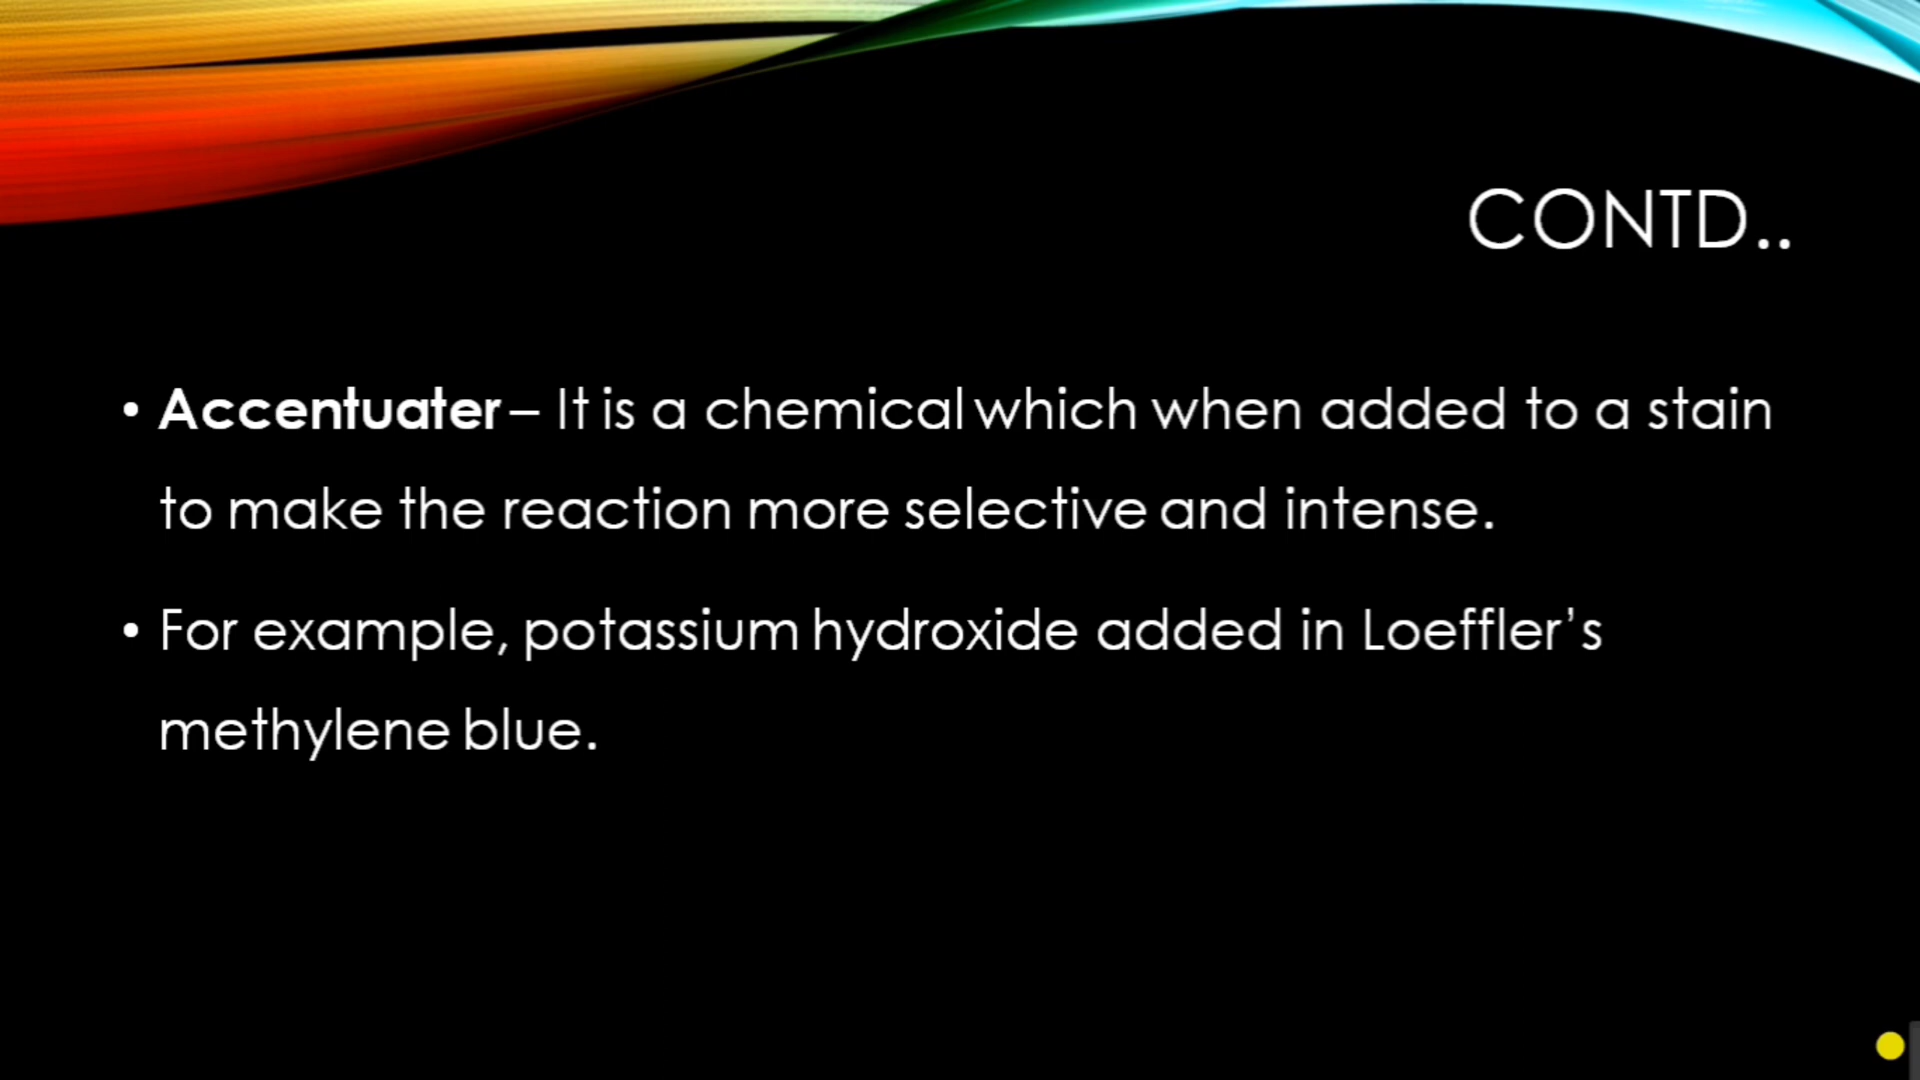 CONTD..
• Accentuater – It is a chemical which when added to a stain
to make the reaction more selective and intense.
• For example, potassium hydroxide added in Loeffler’s
methylene blue.